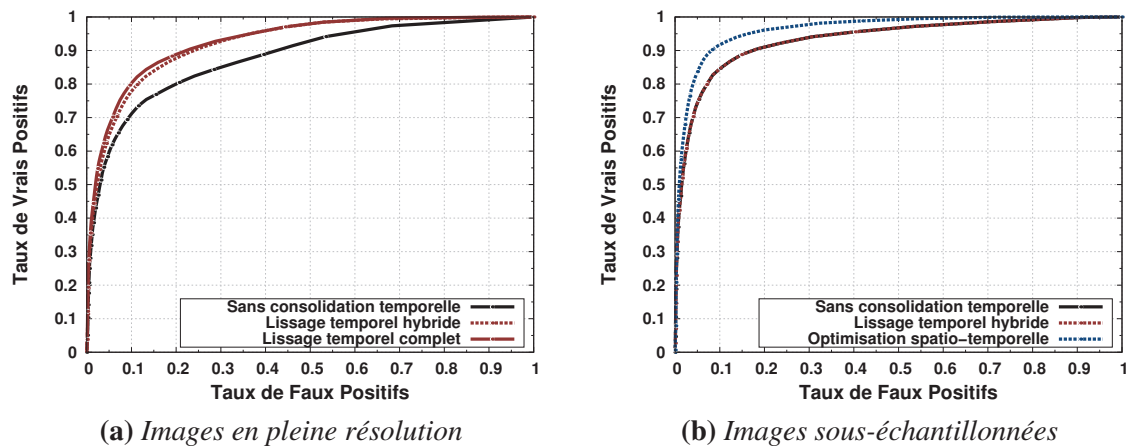 1
0.9
0.8
0.7
0.6
0.5
0.4
0.3
0.2
0.1
0
Taux de Vrais Positifs
Sans consolidation temporelle
Lissage temporel hybride
Lissage temporel complet
0 0.1 0.2 0.3 0.4 0.5 0.6 0.7 0.8 0.9 1
Taux de Faux Positifs
(a) Images en pleine résolution
1
0.9
0.8
0.7
0.6
0.5
0.4
0.3
0.2
0.1
0
Taux de Vrais Positifs
Sans consolidation temporelle
Lissage temporel hybride
Optimisation spatio-temporelle
0 0.1 0.2 0.3 0.4 0.5 0.6 0.7 0.8 0.9 1
Taux de Faux Positifs
(b) Images sous-échantillonnées